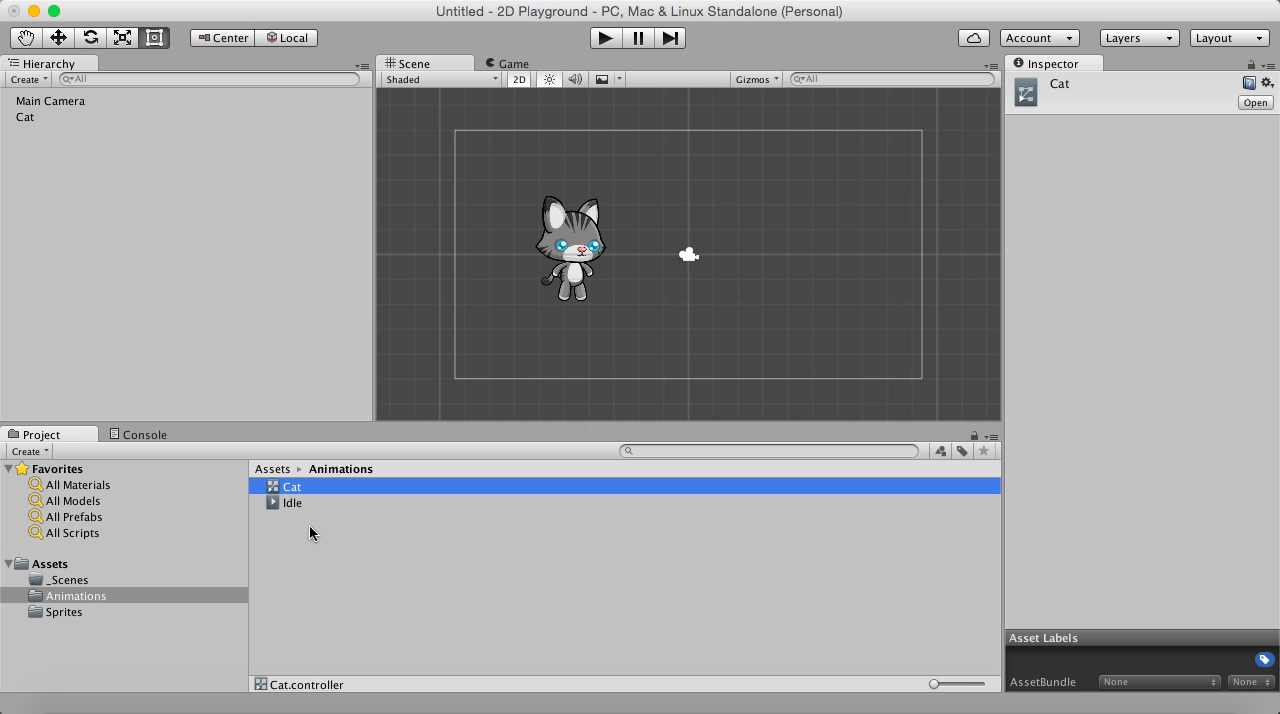 Untitled - 2D Playground - PC, Mac & Linux Standalone (Personal)
Center Local Account Layers Layout
Hierarchy
Create All
Main Camera
Cat
Scene Game
Shaded 2D Gizmos All
Inspector
Cat
Open
Project Console
Create
Favorites
All Materials
All Models
All Prefabs
All Scripts
Assets
_Scenes
Animations
Sprites
Assets Animations
Cat
Idle
Cat.controller
Asset Labels
AssetBundle None None